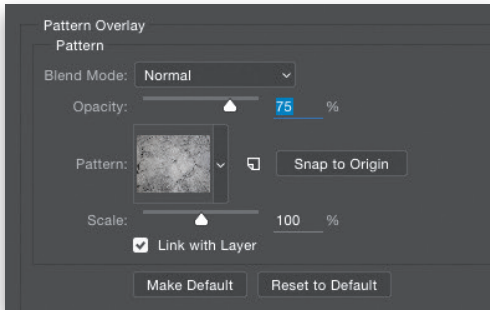 Pattern Overlay
Pattern
Blend Mode: Normal
Opacity: 75 %
Pattern: Snap to Origin
Scale: 100 %
Link with Layer
Make Default Reset to Default